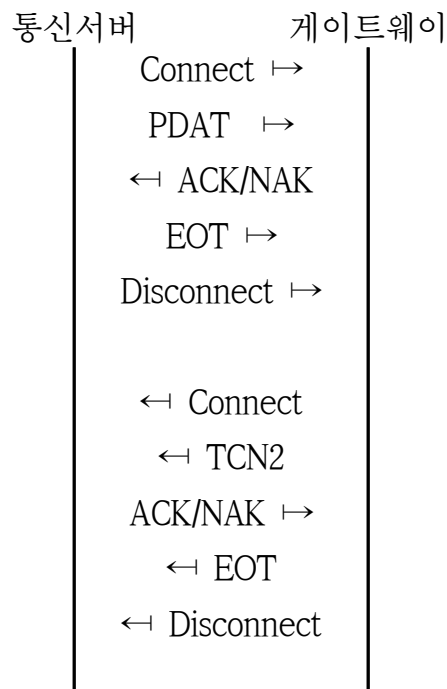 통신서버 게이트웨이
Connect ↦
PDAT ↦
↤ ACK/NAK
EOT ↦
Disconnect ↦
↤ Connect
↤ TCN2
ACK/NAK ↦
↤ EOT
↤ Disconnect